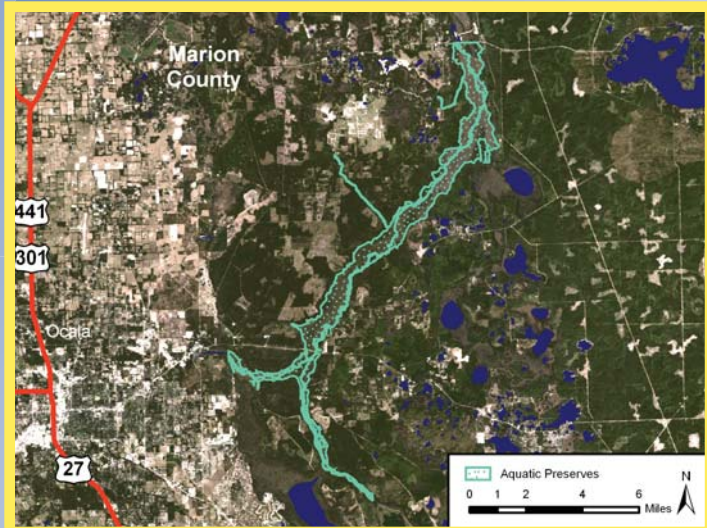 Marion
County
441
301
Ocala
27
Aquatic Preserves
N
0 1 2 4 6
Miles